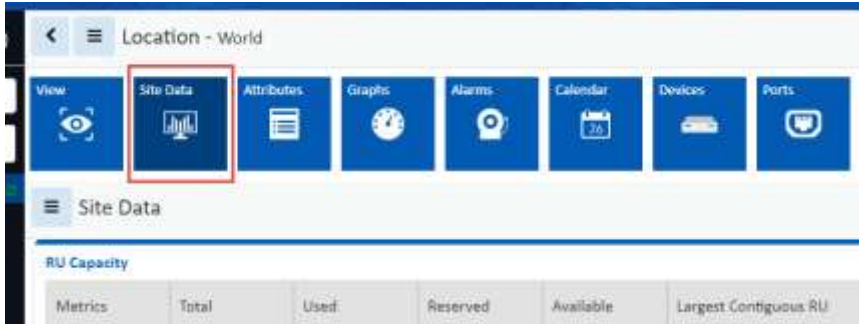 Location - World
View Site Data Attributes Graphs Alarms Calendar Devices Ports
26
Site Data
RU Capacity
Metrics Total Used Reserved Available Largest Contiguous RU